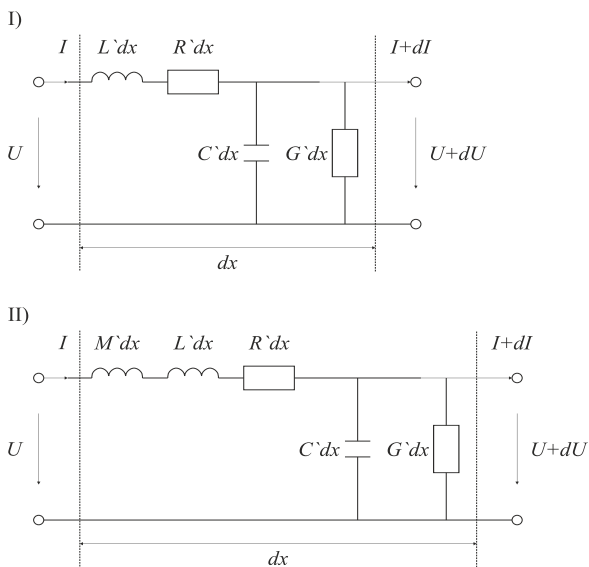 I)
I L`dx R`dx I+dI
U C`dx G`dx U+dU
dx
II)
I M`dx L`dx R`dx I+dI
U C`dx G`dx U+dU
dx